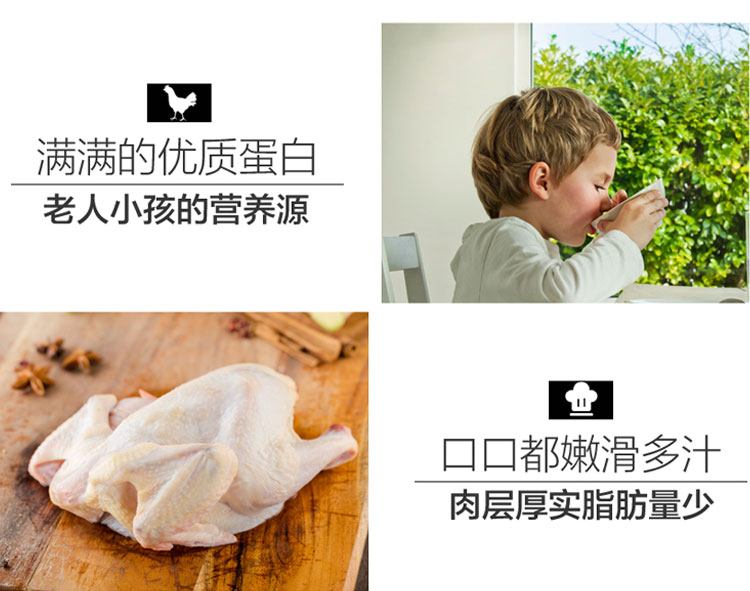 满满的优质蛋白
老人小孩的营养源
口口都嫩滑多汁
肉层厚实脂肪量少